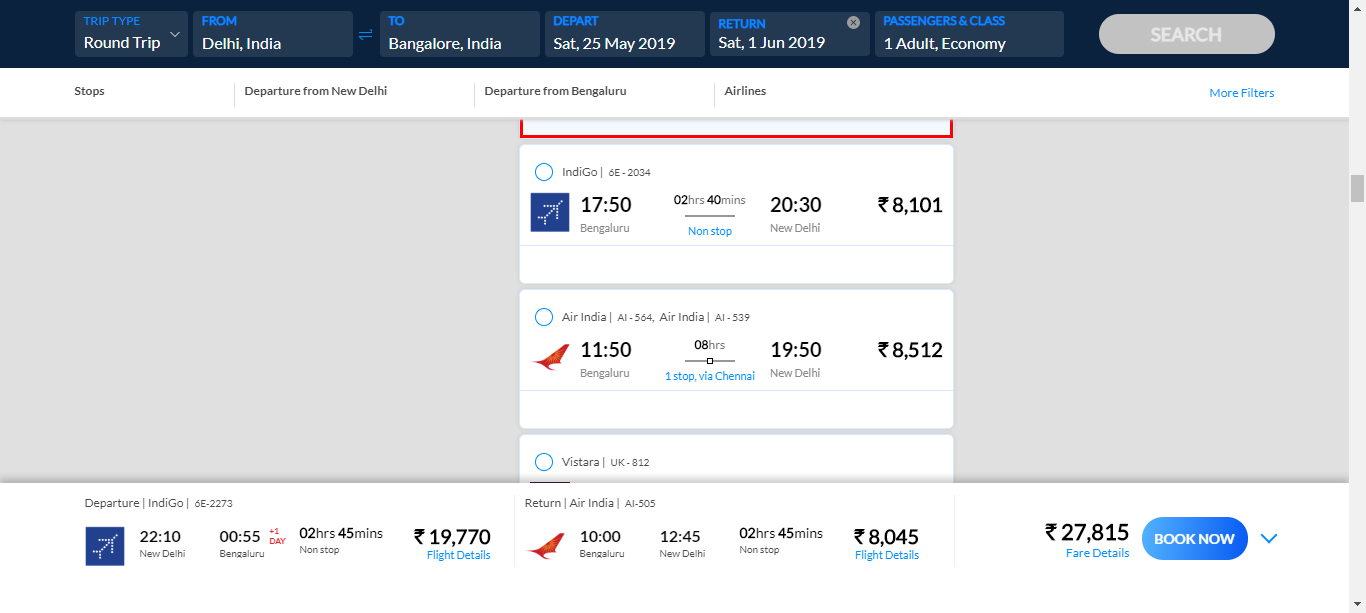 TRIP TYPE
Round Trip
FROM
Delhi, India
TO
Bangalore, India
DEPART
Sat, 25 May 2019
RETURN
Sat, 1 Jun 2019
PASSENGERS & CLASS
1 Adult, Economy
SEARCH
Stops
Departure from New Delhi
Departure from Bengaluru
Airlines
More Filters
IndiGo | 6E - 2034
17:50
Bengaluru
02hrs 40mins
Non stop
20:30
New Delhi
₹ 8,101
Air India | AI - 564, Air India | AI - 539
11:50
Bengaluru
08hrs
1 stop, via Chennai
19:50
New Delhi
₹ 8,512
Vistara | UK - 812
Departure | IndiGo | 6E-2273
22:10
New Delhi
00:55
+1 DAY
Bengaluru
02hrs 45mins
Non stop
₹ 19,770
Flight Details
Return | Air India | AI-505
10:00
Bengaluru
12:45
New Delhi
02hrs 45mins
Non stop
₹ 8,045
Flight Details
₹ 27,815
Fare Details
BOOK NOW